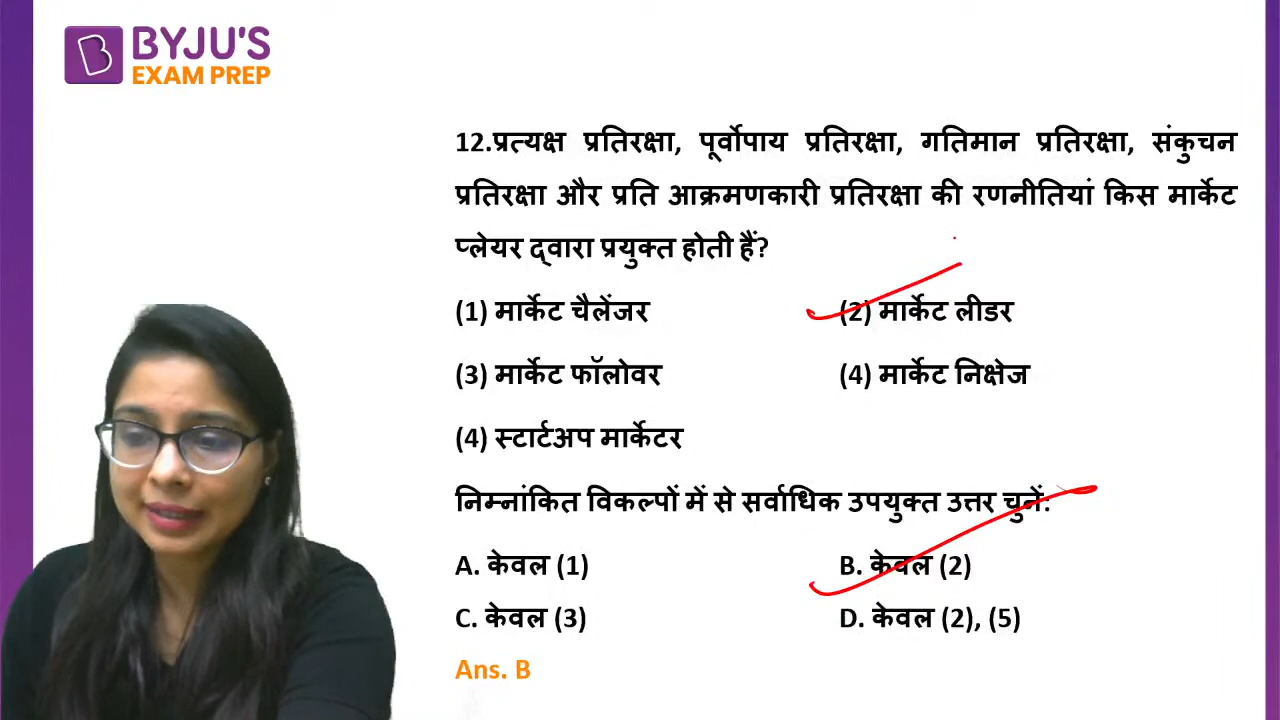 BYJU'S
EXAM PREP
12.प्रत्यक्ष प्रतिरक्षा, पूर्वोपाय प्रतिरक्षा, गतिमान प्रतिरक्षा, संकुचन
प्रतिरक्षा और प्रति आक्रमणकारी प्रतिरक्षा की रणनीतियां किस मार्केट
प्लेयर द्वारा प्रयुक्त होती हैं?
(1) मार्केट चैलेंजर (2) मार्केट लीडर
(3) मार्केट फॉलोवर (4) मार्केट निक्षेज
(4) स्टार्टअप मार्केटर
निम्नांकित विकल्पों में से सर्वाधिक उपयुक्त उत्तर चुनें:
A. केवल (1) B. केवल (2)
C. केवल (3) D. केवल (2), (5)
Ans. B